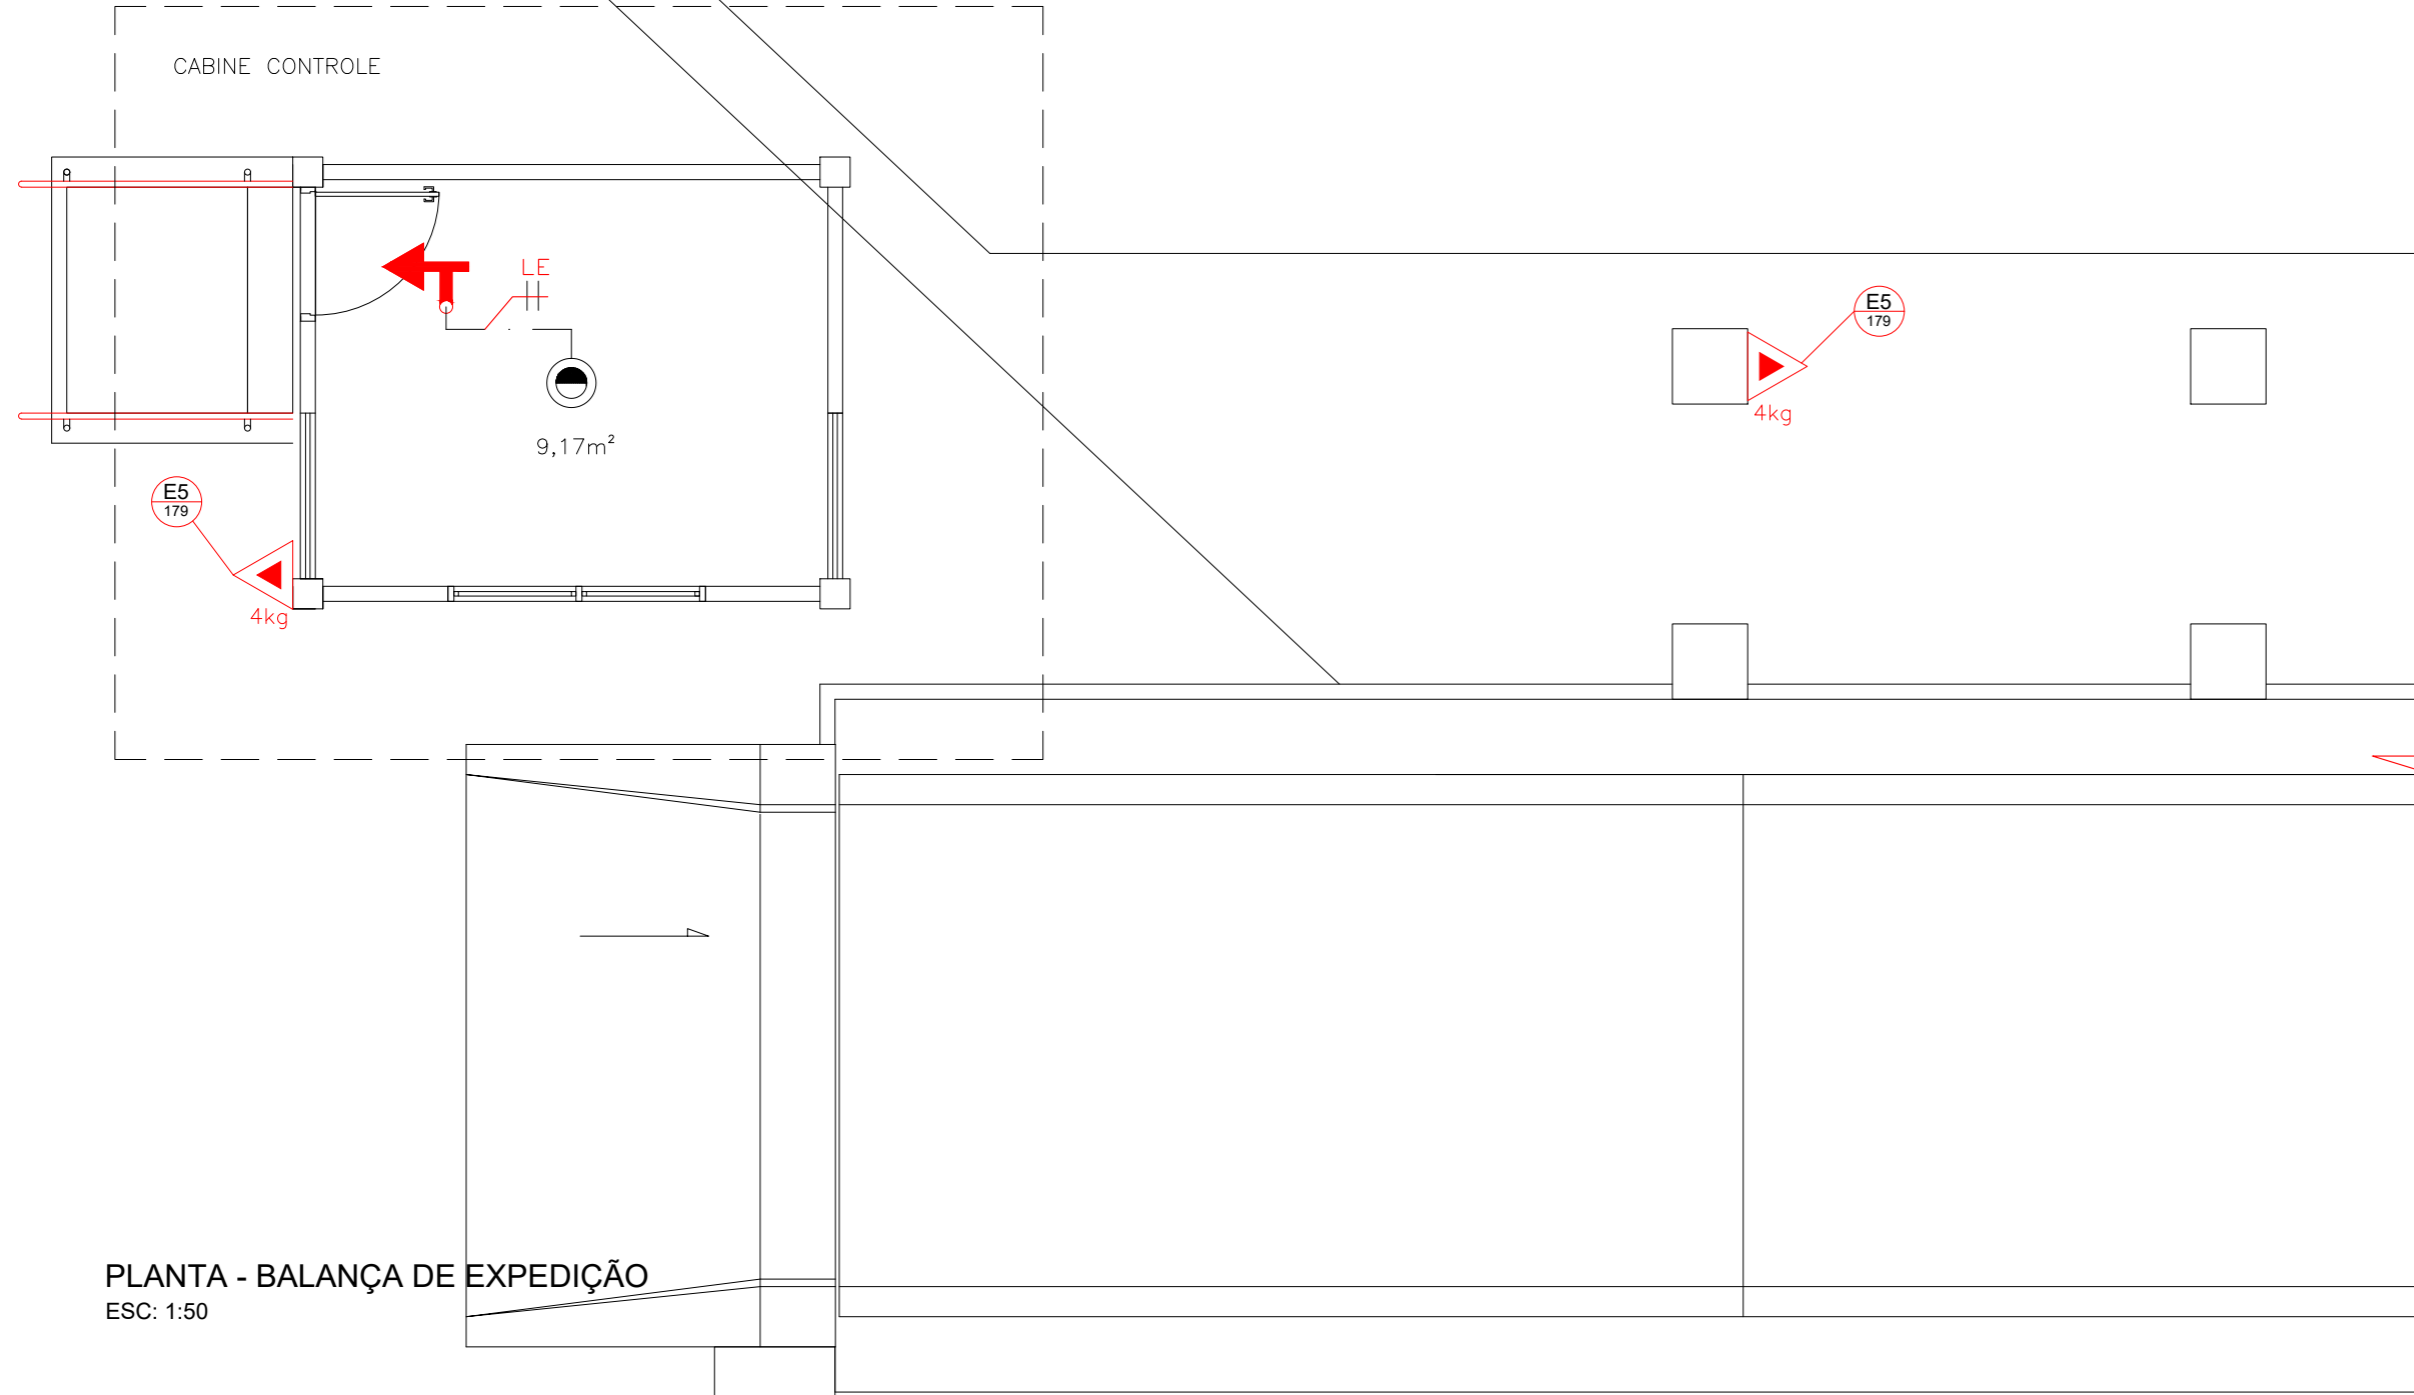 CABINE CONTROLE
LE
E5
179
4kg
9,17m²
E5
179
4kg
PLANTA - BALANÇA DE EXPEDIÇÃO
ESC: 1:50